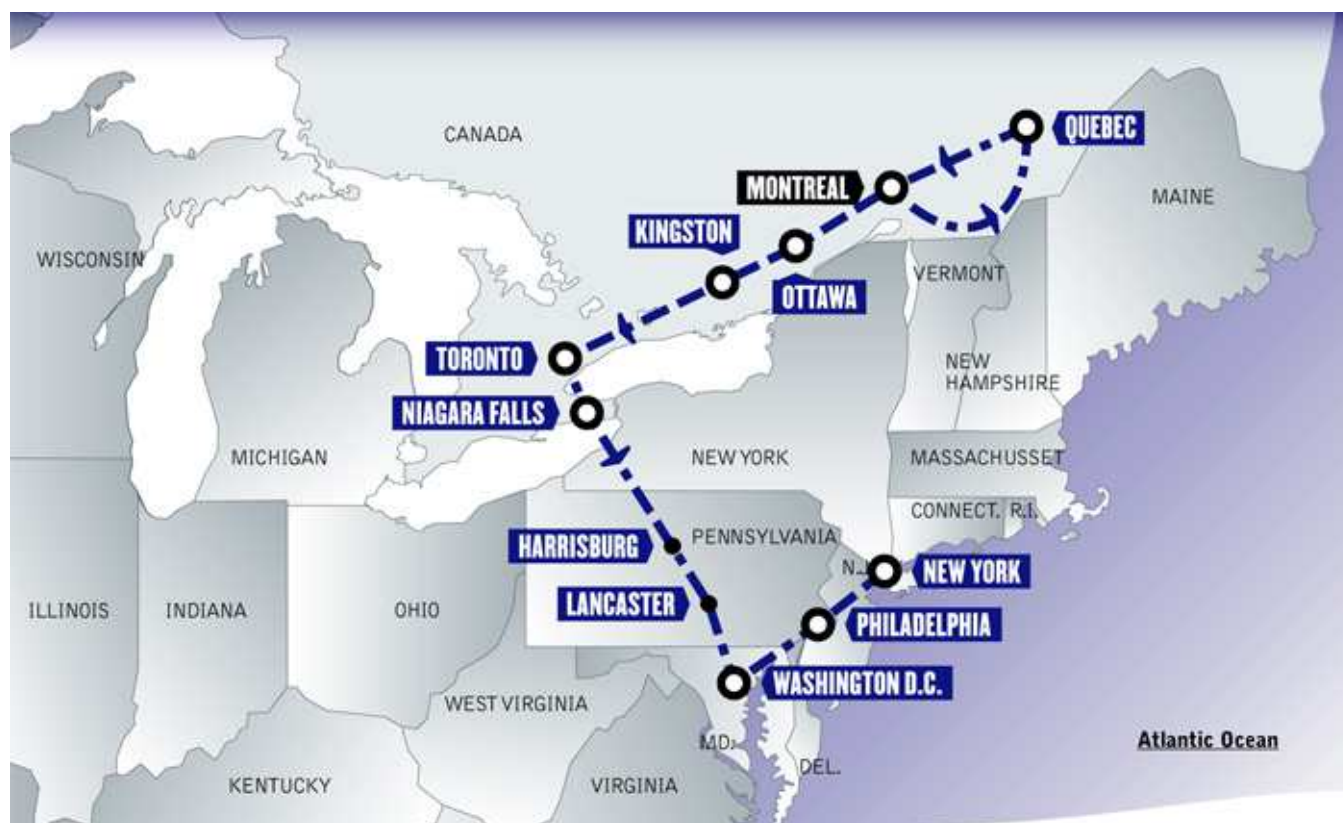 QUEBEC
CANADA
MONTREAL
MAINE
KINGSTON
WISCONSIN
VERMONT
OTTAWA
TORONTO
NEW
HAMPSHIRE
NIAGARA FALLS
MICHIGAN
NEW YORK
MASSACHUSSET
CONNECT.
R.I.
HARRISBURG
PENNSYLVANIA
N.J.
NEW YORK
LANCASTER
ILLINOIS
INDIANA
OHIO
PHILADELPHIA
WASHINGTON D.C.
WEST VIRGINIA
MD.
Atlantic Ocean
DEL.
KENTUCKY
VIRGINIA